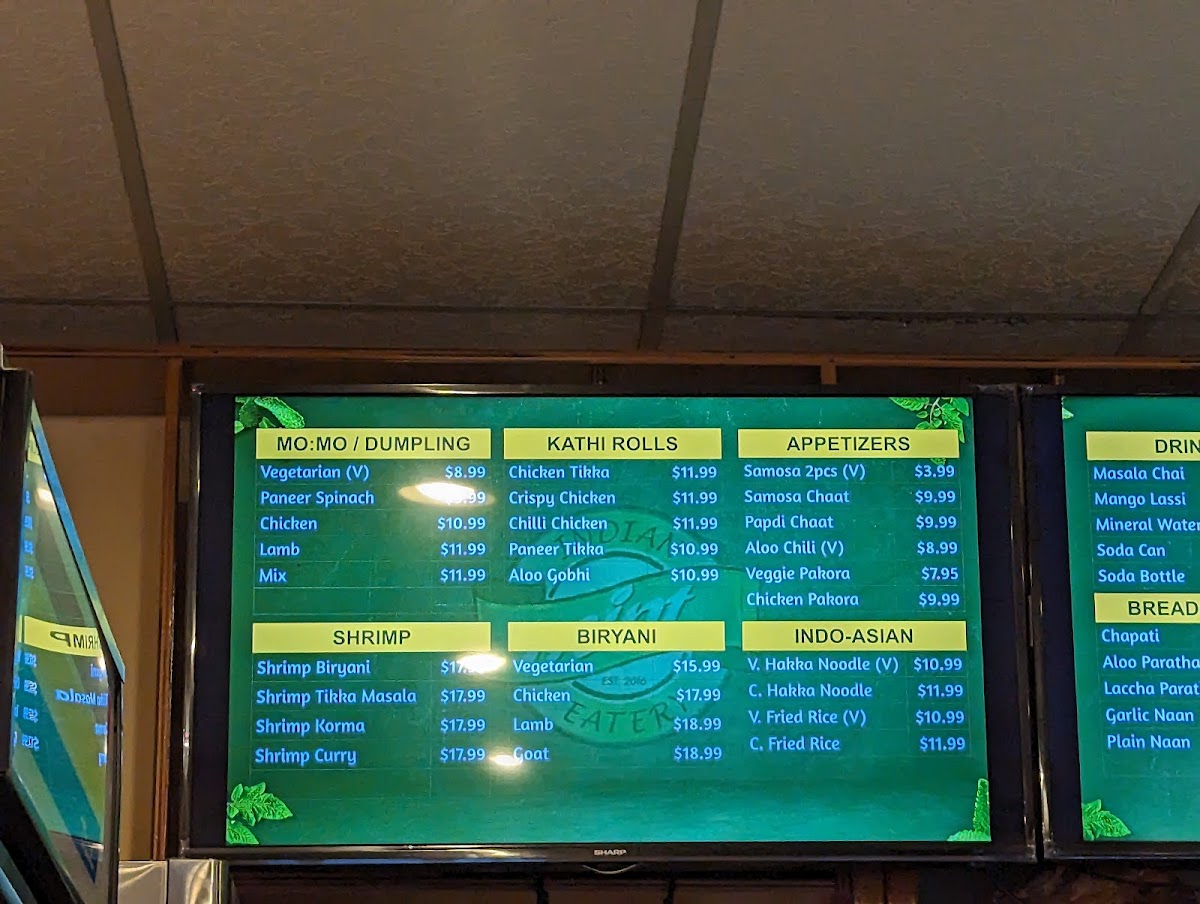 MO:MO / DUMPLING
Vegetarian (V) $8.99
Paneer Spinach
Chicken $10.99
Lamb $11.99
Mix $11.99
KATHI ROLLS
Chicken Tikka $11.99
Crispy Chicken $11.99
Chilli Chicken $11.99
Paneer Tikka $10.99
Aloo Gobhi $10.99
APPETIZERS
Samosa 2pcs (V) $3.99
Samosa Chaat $9.99
Papdi Chaat $9.99
Aloo Chili (V) $8.99
Veggie Pakora $7.95
Chicken Pakora $9.99
SHRIMP
Shrimp Biryani
Shrimp Tikka Masala $17.99
Shrimp Korma $17.99
Shrimp Curry $17.99
BIRYANI
Vegetarian $15.99
Chicken $17.99
Lamb $18.99
Goat $18.99
INDO-ASIAN
V. Hakka Noodle (V) $10.99
C. Hakka Noodle $11.99
V. Fried Rice (V) $10.99
C. Fried Rice $11.99
INDIAN
EST. 2016
EATERY
SHARP
DRIN
Masala Chai
Mango Lassi
Mineral Water
Soda Can
Soda Bottle
BREAD
Chapati
Aloo Paratha
Laccha Parat
Garlic Naan
Plain Naan